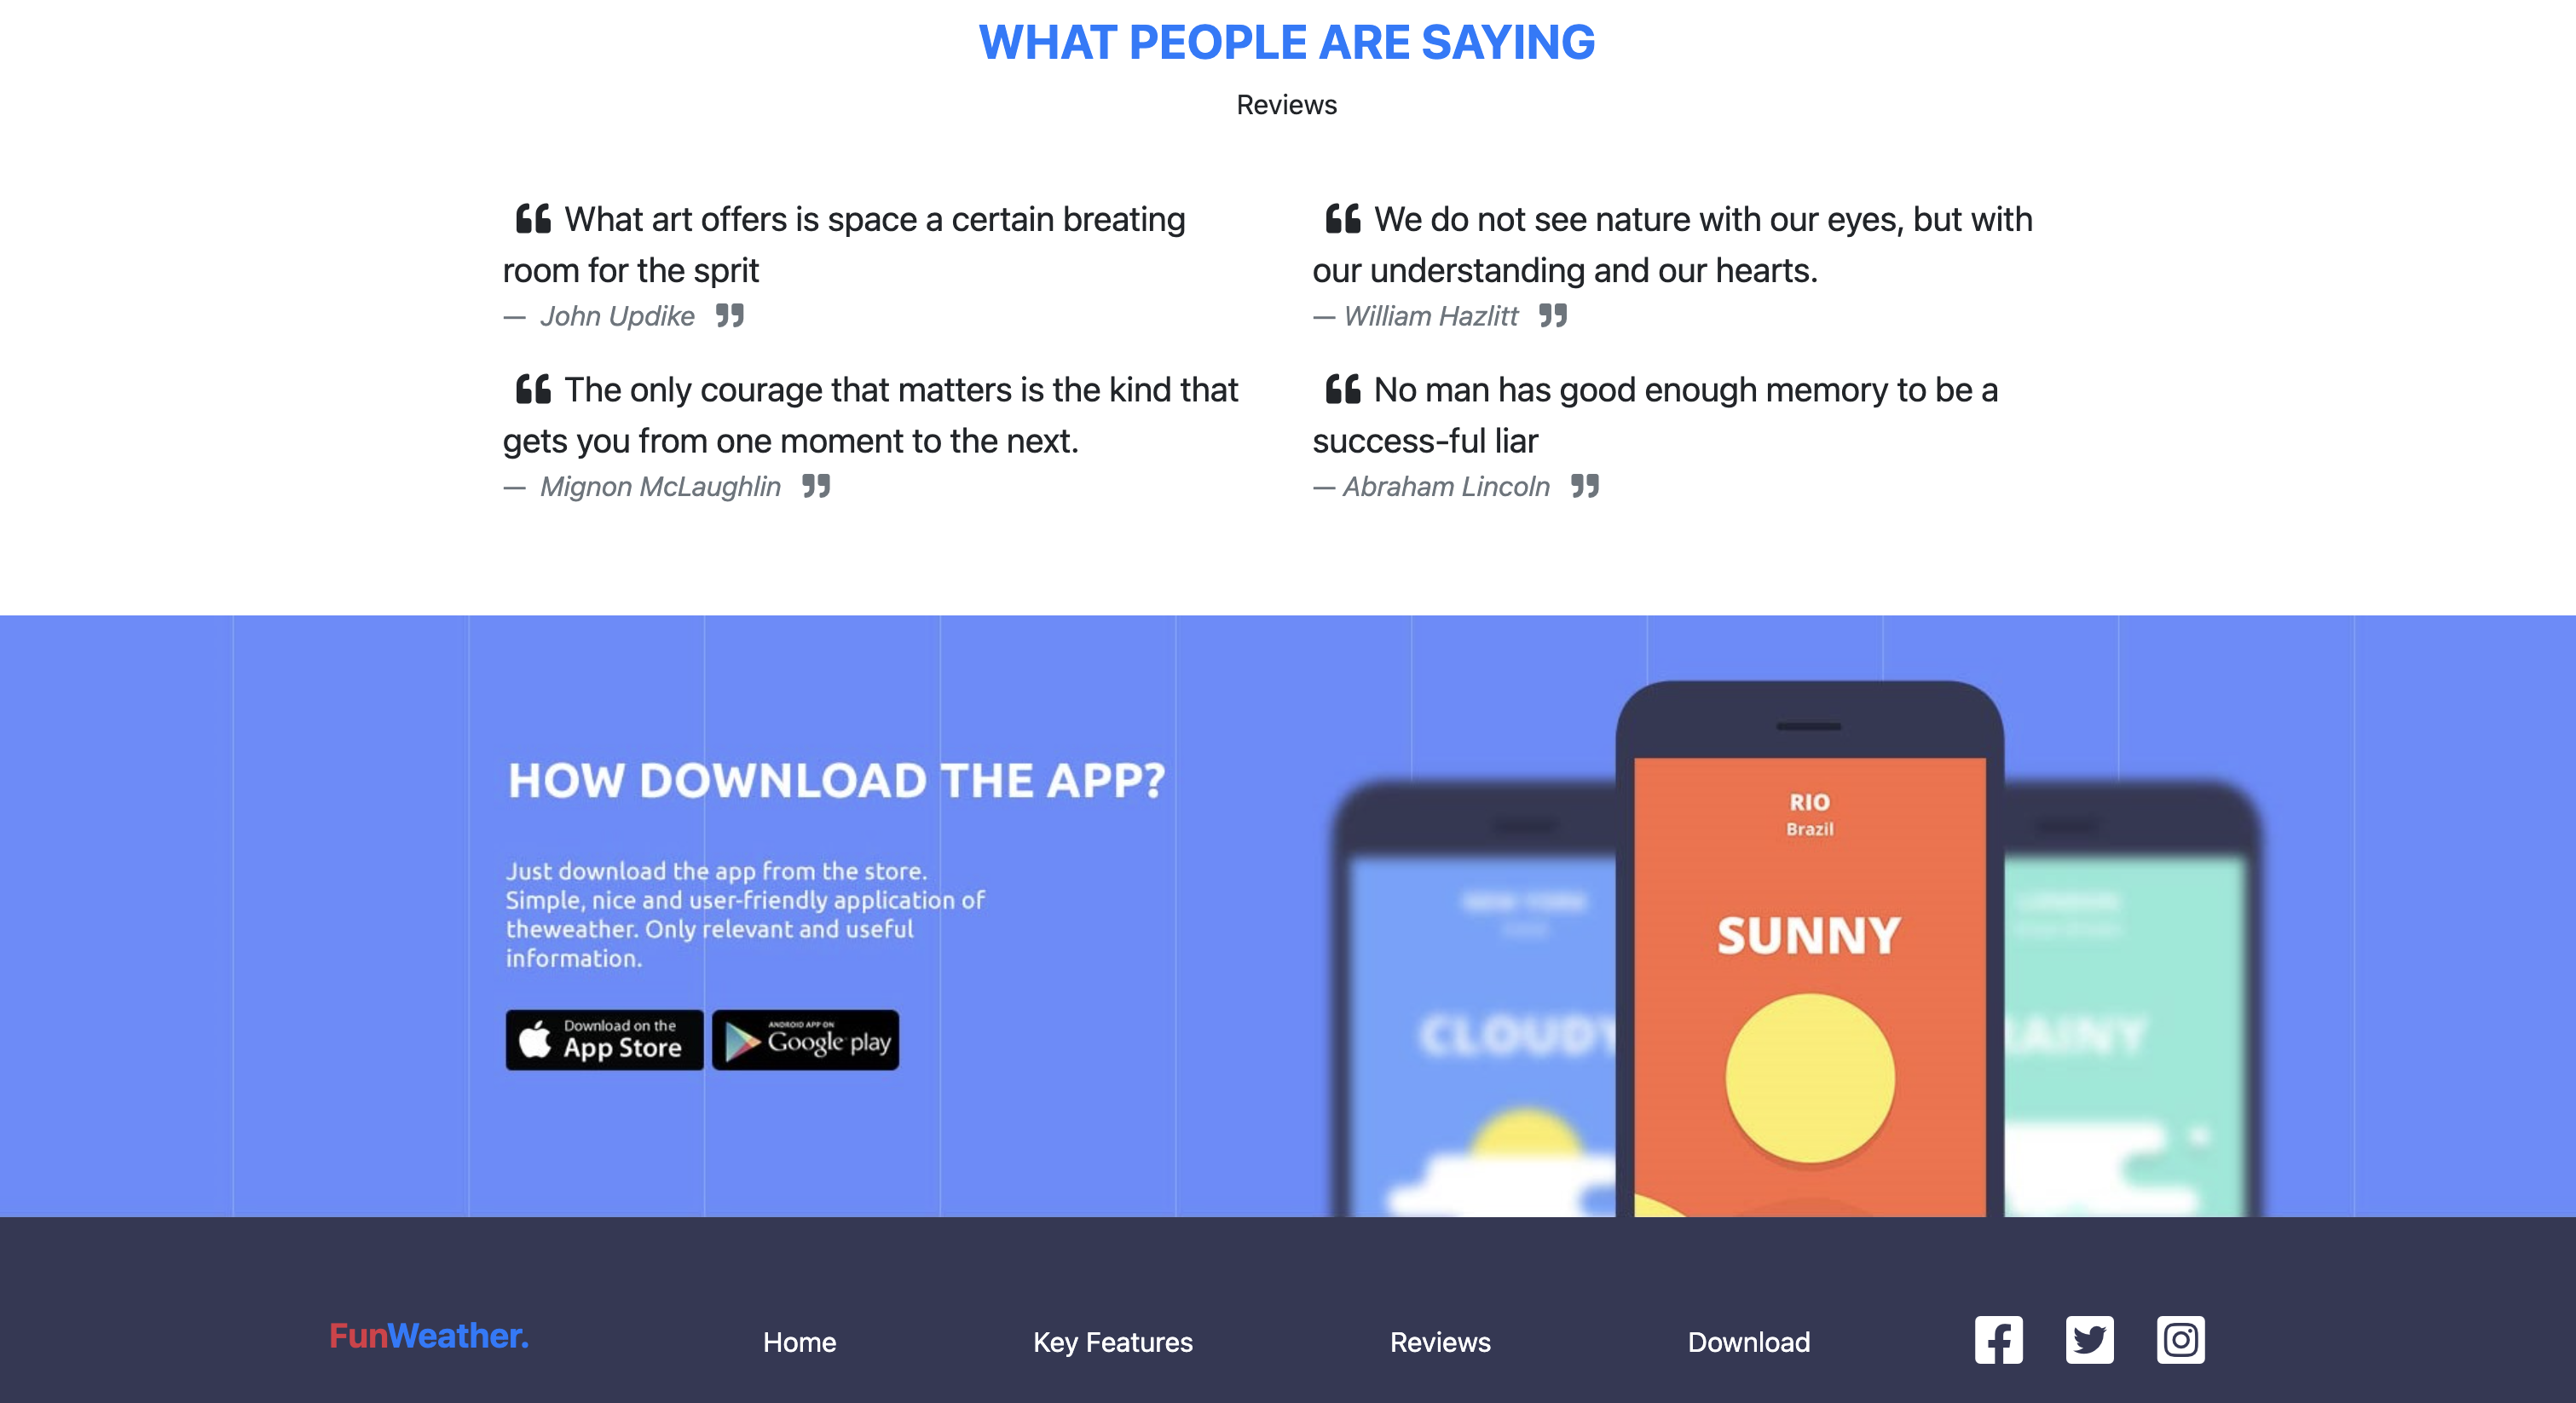 WHAT PEOPLE ARE SAYING
Reviews
What art offers is space a certain breating
room for the sprit
— John Updike
We do not see nature with our eyes, but with
our understanding and our hearts.
— William Hazlitt
The only courage that matters is the kind that
gets you from one moment to the next.
— Mignon McLaughlin
No man has good enough memory to be a
success-ful liar
— Abraham Lincoln
HOW DOWNLOAD THE APP?
Just download the app from the store.
Simple, nice and user-friendly application of
theweather. Only relevant and useful
information.
Download on the
App Store
ANDROID APP ON
Google play
NEW YORK
CLOUDY
RIO
Brazil
SUNNY
LONDON
RAINY
FunWeather.
Home
Key Features
Reviews
Download